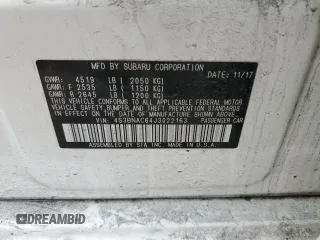 MFD BY SUBARU CORPORATION
DATE: 11/17
GVWR: 4519 LB (2050 KG)
GAWR: F 2535 LB (1150 KG)
GAWR: R 2645 LB (1200 KG)
THIS VEHICLE CONFORMS TO ALL APPLICABLE
FEDERAL MOTOR VEHICLE SAFETY,
BUMPER, AND THEFT PREVENTION STANDARDS
IN EFFECT ON THE DATE OF MANUFACTURE SHOWN ABOVE.
VIN: 4S3BNAC64J3022163 PASSENGER CAR
ASSEMBLED BY SIA INC. MADE IN U.S.A.
DREAMBID